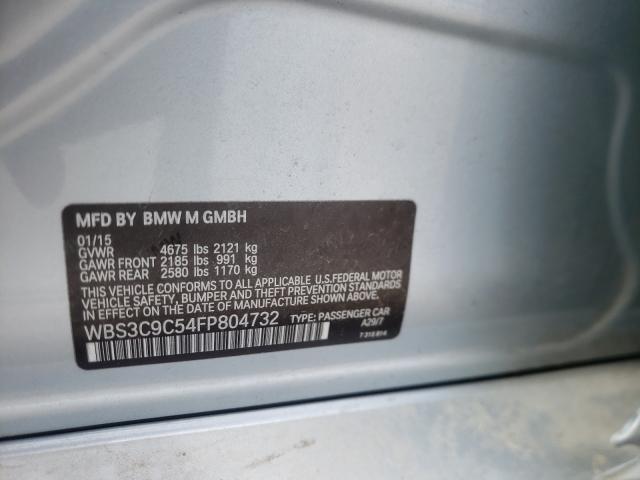 MFD BY BMW M GMBH
01/15
GVWR 4675 lbs 2121 kg
GAWR FRONT 2185 lbs 991 kg
GAWR REAR 2580 lbs 1170 kg
THIS VEHICLE CONFORMS TO ALL APPLICABLE U.S.FEDERAL MOTOR
VEHICLE SAFETY, BUMPER AND THEFT PREVENTION STANDARDS
IN EFFECT ON THE DATE OF MANUFACTURE SHOWN ABOVE.
WBS3C9C54FP804732 TYPE: PASSENGER CAR
A29/7